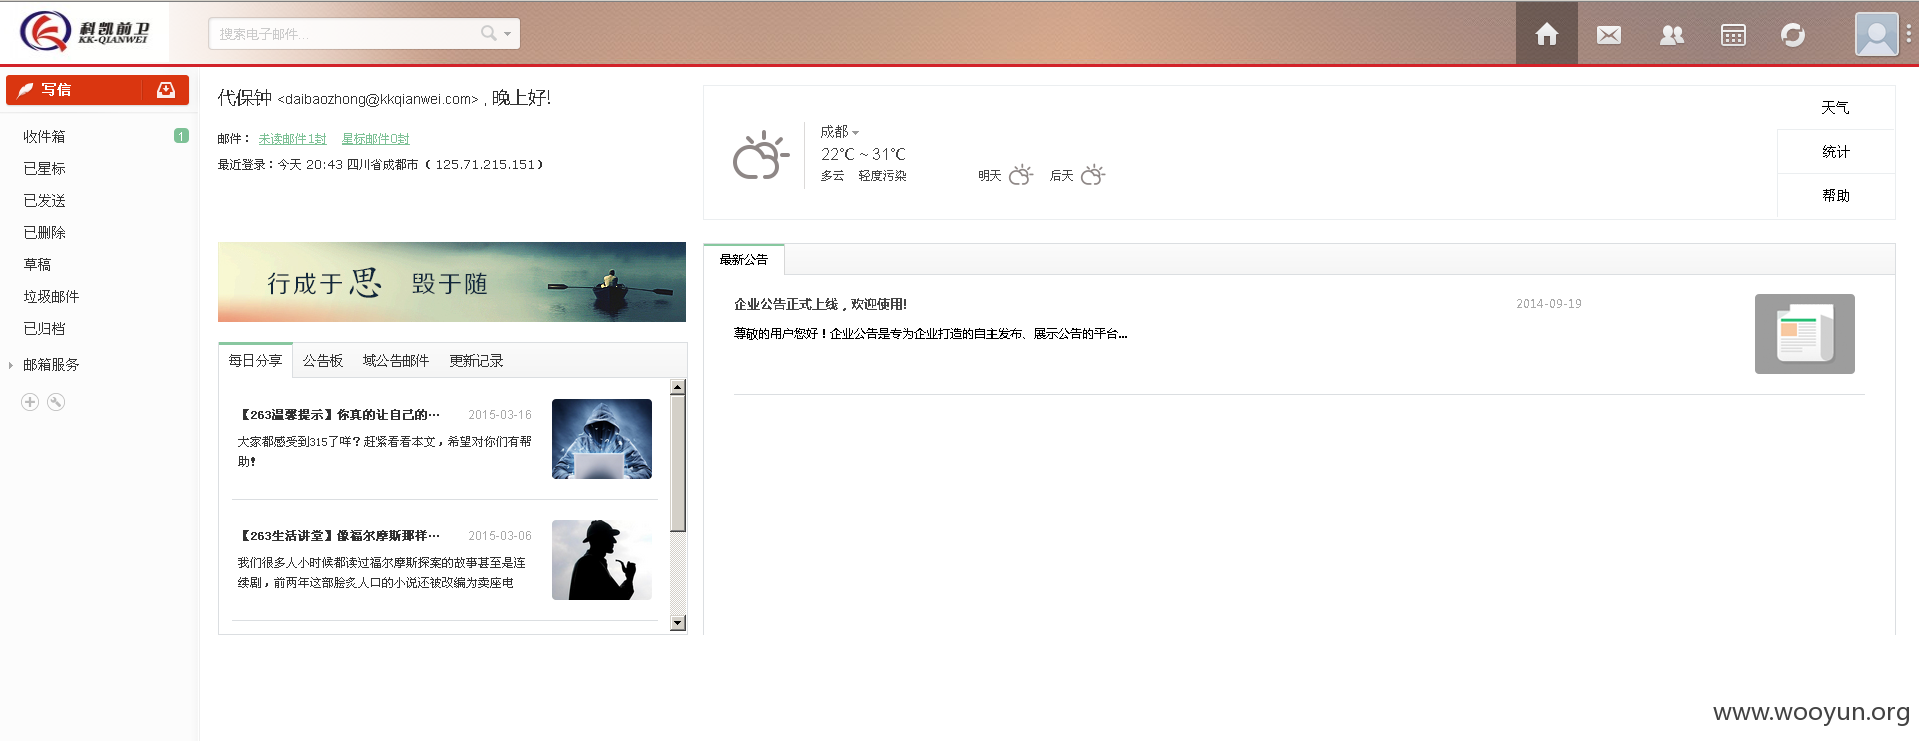 科凯前卫
KK-QIANWEI
搜索电子邮件...
写信
收件箱 1
已星标
已发送
已删除
草稿
垃圾邮件
已归档
邮箱服务
代保钟 <daibaozhong@kkqianwei.com> , 晚上好!
邮件： 未读邮件1封 星标邮件0封
最近登录：今天 20:43 四川省成都市（ 125.71.215.151）
成都
22℃ ~ 31℃
多云 轻度污染 明天 后天
天气
统计
帮助
行成于思 毁于随
每日分享 公告板 域公告邮件 更新记录
【263温馨提示】你真的让自己的… 2015-03-16
大家都感受到315了咩？赶紧看看本文，希望对你们有帮
助！
【263生活讲堂】像福尔摩斯那样… 2015-03-06
我们很多人小时候都读过福尔摩斯探案的故事甚至是连
续剧，前两年这部脍炙人口的小说还被改编为卖座电
最新公告
企业公告正式上线，欢迎使用! 2014-09-19
尊敬的用户您好！企业公告是专为企业打造的自主发布、展示公告的平台...
www.wooyun.org